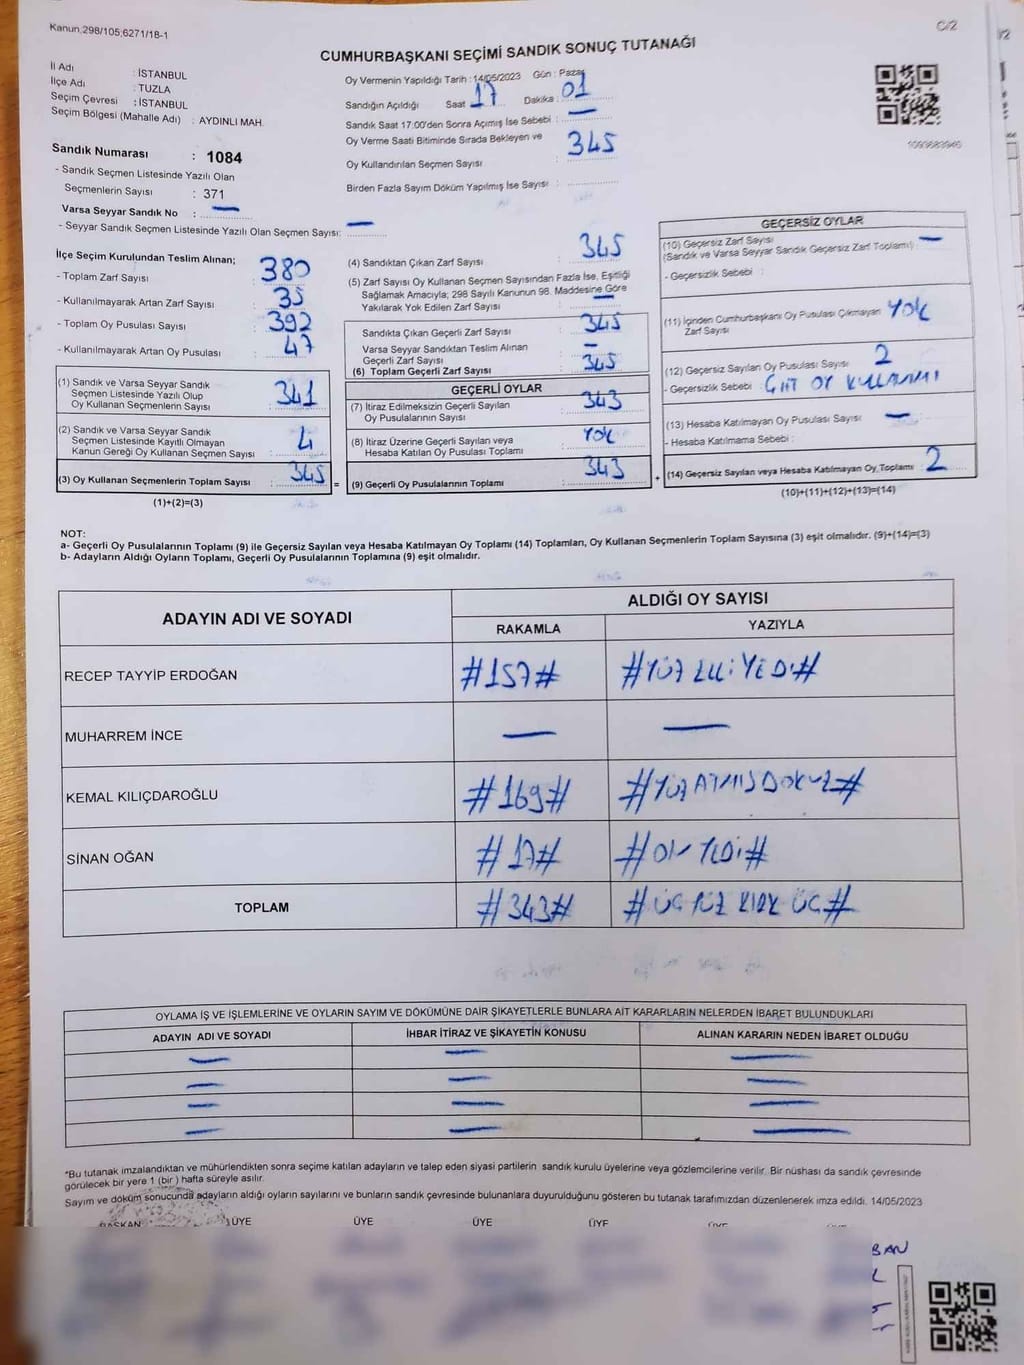 Kanun,298/105;6271/18-1
C/2
CUMHURBAŞKANI SEÇİMİ SANDIK SONUÇ TUTANAĞI
İl Adı : İSTANBUL
İlçe Adı : TUZLA
Seçim Çevresi : İSTANBUL
Seçim Bölgesi (Mahalle Adı) : AYDINLI MAH.
Sandık Numarası : 1084
- Sandık Seçmen Listesinde Yazılı Olan
Seçmenlerin Sayısı : 371
Varsa Seyyar Sandık No : —
- Seyyar Sandık Seçmen Listesinde Yazılı Olan Seçmen Sayısı: —
Oy Vermenin Yapıldığı Tarih : 14/05/2023 Gün : Pazar
Sandığın Açıldığı Saat 17 Dakika : 01
Sandık Saat 17:00'den Sonra Açımış İse Sebebi : —
Oy Verme Saati Bitiminde Sırada Bekleyen ve
Oy Kullandırılan Seçmen Sayısı : 345
Birden Fazla Sayım Döküm Yapılmış İse Sayısı :
İlçe Seçim Kurulundan Teslim Alınan;
- Toplam Zarf Sayısı : 380
- Kullanılmayarak Artan Zarf Sayısı : 35
- Toplam Oy Pusulası Sayısı : 392
- Kullanılmayarak Artan Oy Pusulası : 47
(1) Sandık ve Varsa Seyyar Sandık
Seçmen Listesinde Yazılı Olup
Oy Kullanan Seçmenlerin Sayısı : 341
(2) Sandık ve Varsa Seyyar Sandık
Seçmen Listesinde Kayıtlı Olmayan
Kanun Gereği Oy Kullanan Seçmen Sayısı : 4
(3) Oy Kullanan Seçmenlerin Toplam Sayısı : 345 =
(1)+(2)=(3)
(4) Sandıktan Çıkan Zarf Sayısı : 345
(5) Zarf Sayısı Oy Kullanan Seçmen Sayısından Fazla İse, Eşitliği
Sağlamak Amacıyla; 298 Sayılı Kanunun 98. Maddesine Göre
Yakılarak Yok Edilen Zarf Sayısı : —
Sandıkta Çıkan Geçerli Zarf Sayısı : 345
Varsa Seyyar Sandıktan Teslim Alınan
Geçerli Zarf Sayısı : —
(6) Toplam Geçerli Zarf Sayısı : 345
GEÇERLİ OYLAR
(7) İtiraz Edilmeksizin Geçerli Sayılan
Oy Pusulalarının Sayısı : 343
(8) İtiraz Üzerine Geçerli Sayılan veya
Hesaba Katılan Oy Pusulası Toplamı : YOK
(9) Geçerli Oy Pusulalarının Toplamı : 343 +
GEÇERSİZ OYLAR
(10) Geçersiz Zarf Sayısı
(Sandık ve Varsa Seyyar Sandık Geçersiz Zarf Toplamı) : —
- Geçersizlik Sebebi :
(11) İçinden Cumhurbaşkanı Oy Pusulası Çıkmayan
Zarf Sayısı YOK
(12) Geçersiz Sayılan Oy Pusulası Sayısı : 2
- Geçersizlik Sebebi : ÇİFT OY KULLANIMI
(13) Hesaba Katılmayan Oy Pusulası Sayısı : —
- Hesaba Katılmama Sebebi :
(14) Geçersiz Sayılan veya Hesaba Katılmayan Oy Toplamı : 2
(10)+(11)+(12)+(13)=(14)
NOT:
a- Geçerli Oy Pusulalarının Toplamı (9) ile Geçersiz Sayılan veya Hesaba Katılmayan Oy Toplamı (14) Toplamları, Oy Kullanan Seçmenlerin Toplam Sayısına (3) eşit olmalıdır. (9)+(14)=(3)
b- Adayların Aldığı Oyların Toplamı, Geçerli Oy Pusulalarının Toplamına (9) eşit olmalıdır.
ADAYIN ADI VE SOYADI
ALDIĞI OY SAYISI
RAKAMLA YAZIYLA
RECEP TAYYİP ERDOĞAN #157# #YÜZ ELLİ YEDİ#
MUHARREM İNCE — —
KEMAL KILIÇDAROĞLU #169# #YÜZ ATMIŞ DOKUZ#
SİNAN OĞAN #17# #ON YEDİ#
TOPLAM #343# #ÜÇ YÜZ KIRK ÜÇ#
OYLAMA İŞ VE İŞLEMLERİNE VE OYLARIN SAYIM VE DÖKÜMÜNE DAİR ŞİKAYETLERLE BUNLARA AİT KARARLARIN NELERDEN İBARET BULUNDUKLARI
ADAYIN ADI VE SOYADI İHBAR İTİRAZ VE ŞİKAYETİN KONUSU ALINAN KARARIN NEDEN İBARET OLDUĞU
— — —
— — —
— — —
— — —
*Bu tutanak imzalandıktan ve mühürlendikten sonra seçime katılan adayların ve talep eden siyasi partilerin sandık kurulu üyelerine veya gözlemcilerine verilir. Bir nüshası da sandık çevresinde
görülecek bir yere 1 (bir ) hafta süreyle asılır.
Sayım ve döküm sonucunda adayların aldığı oyların sayılarını ve bunların sandık çevresinde bulunanlara duyurulduğunu gösteren bu tutanak tarafımızdan düzenlenerek imza edildi. 14/05/2023
BAŞKAN ÜYE ÜYE ÜYE ÜYE